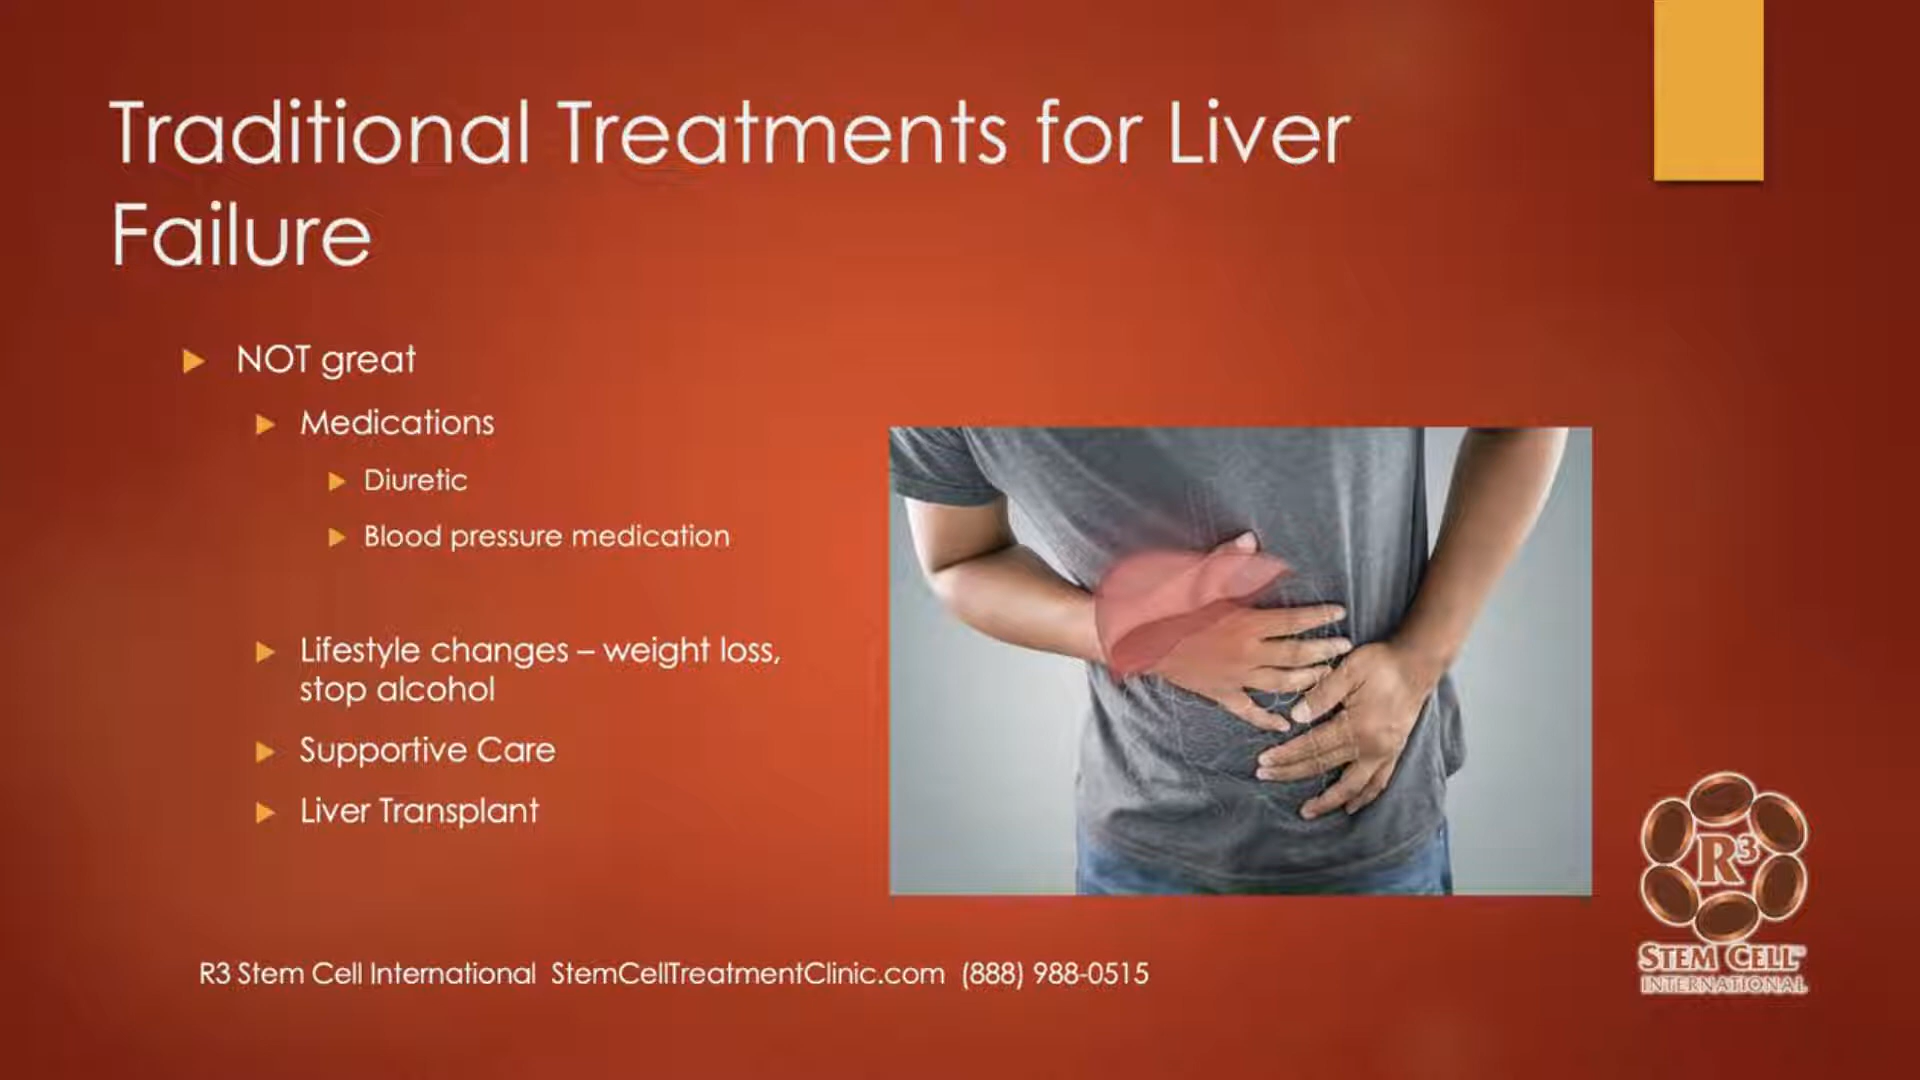 Traditional Treatments for Liver
Failure
NOT great
Medications
Diuretic
Blood pressure medication
Lifestyle changes – weight loss,
stop alcohol
Supportive Care
Liver Transplant
R3 Stem Cell International StemCellTreatmentClinic.com (888) 988-0515
R³
STEM CELL™
INTERNATIONAL